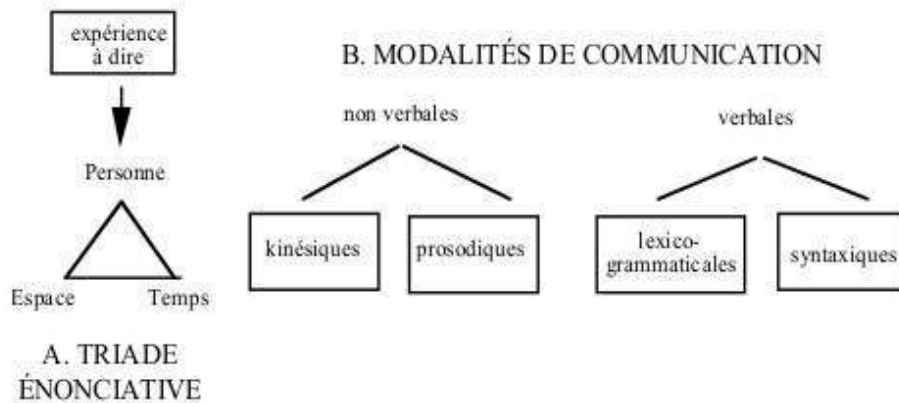 expérience
à dire
Personne
Espace
Temps
A. TRIADE
ÉNONCIATIVE
B. MODALITÉS DE COMMUNICATION
non verbales
verbales
kinésiques
prosodiques
lexico-
grammaticales
syntaxiques